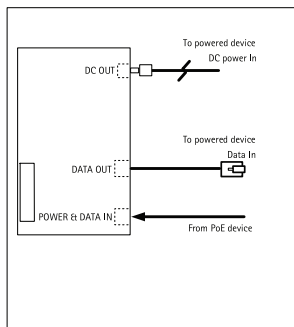 To powered device
DC power In
DC OUT
To powered device
Data In
DATA OUT
POWER & DATA IN
From PoE device